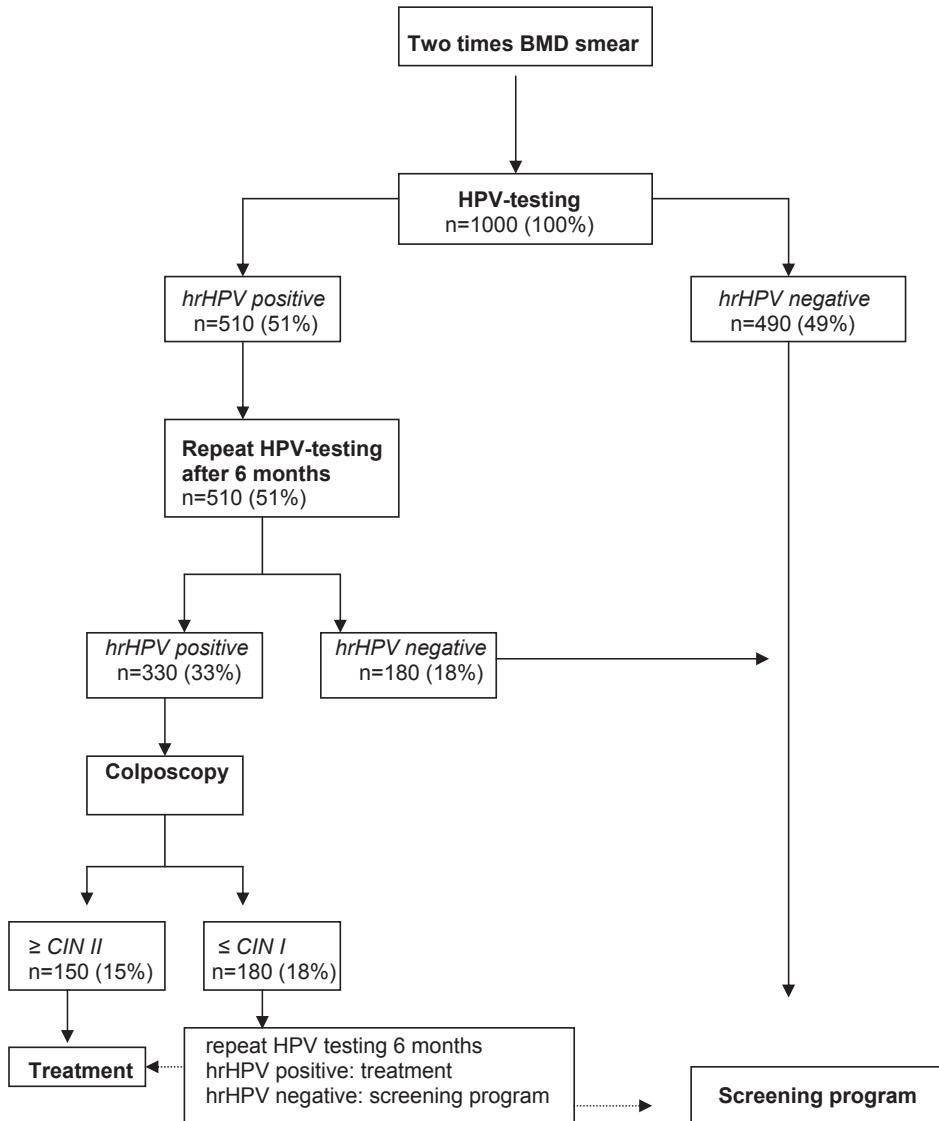 Two times BMD smear
HPV-testing
n=1000 (100%)
hrHPV positive
n=510 (51%)
hrHPV negative
n=490 (49%)
Repeat HPV-testing
after 6 months
n=510 (51%)
hrHPV positive
n=330 (33%)
hrHPV negative
n=180 (18%)
Colposcopy
≥ CIN II
n=150 (15%)
≤ CIN I
n=180 (18%)
Treatment
repeat HPV testing 6 months
hrHPV positive: treatment
hrHPV negative: screening program
Screening program